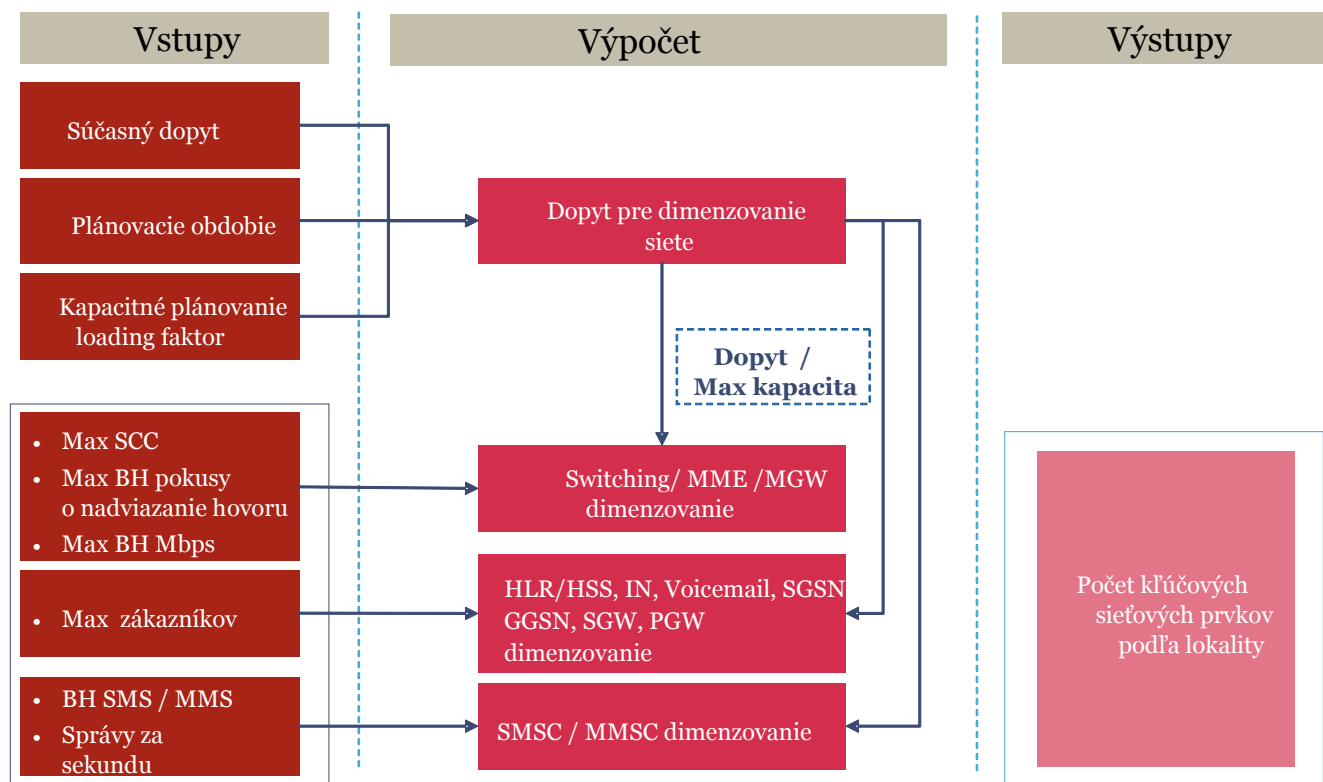 Vstupy
Výpočet
Výstupy
Súčasný dopyt
Plánovacie obdobie
Kapacitné plánovanie
loading faktor
Dopyt pre dimenzovanie
siete
Dopyt /
Max kapacita
• Max SCC
• Max BH pokusy
o nadviazanie hovoru
• Max BH Mbps
Switching/ MME /MGW
dimenzovanie
• Max zákazníkov
HLR/HSS, IN, Voicemail, SGSN
GGSN, SGW, PGW
dimenzovanie
• BH SMS / MMS
• Správy za
sekundu
SMSC / MMSC dimenzovanie
Počet kľúčových
sieťových prvkov
podľa lokality